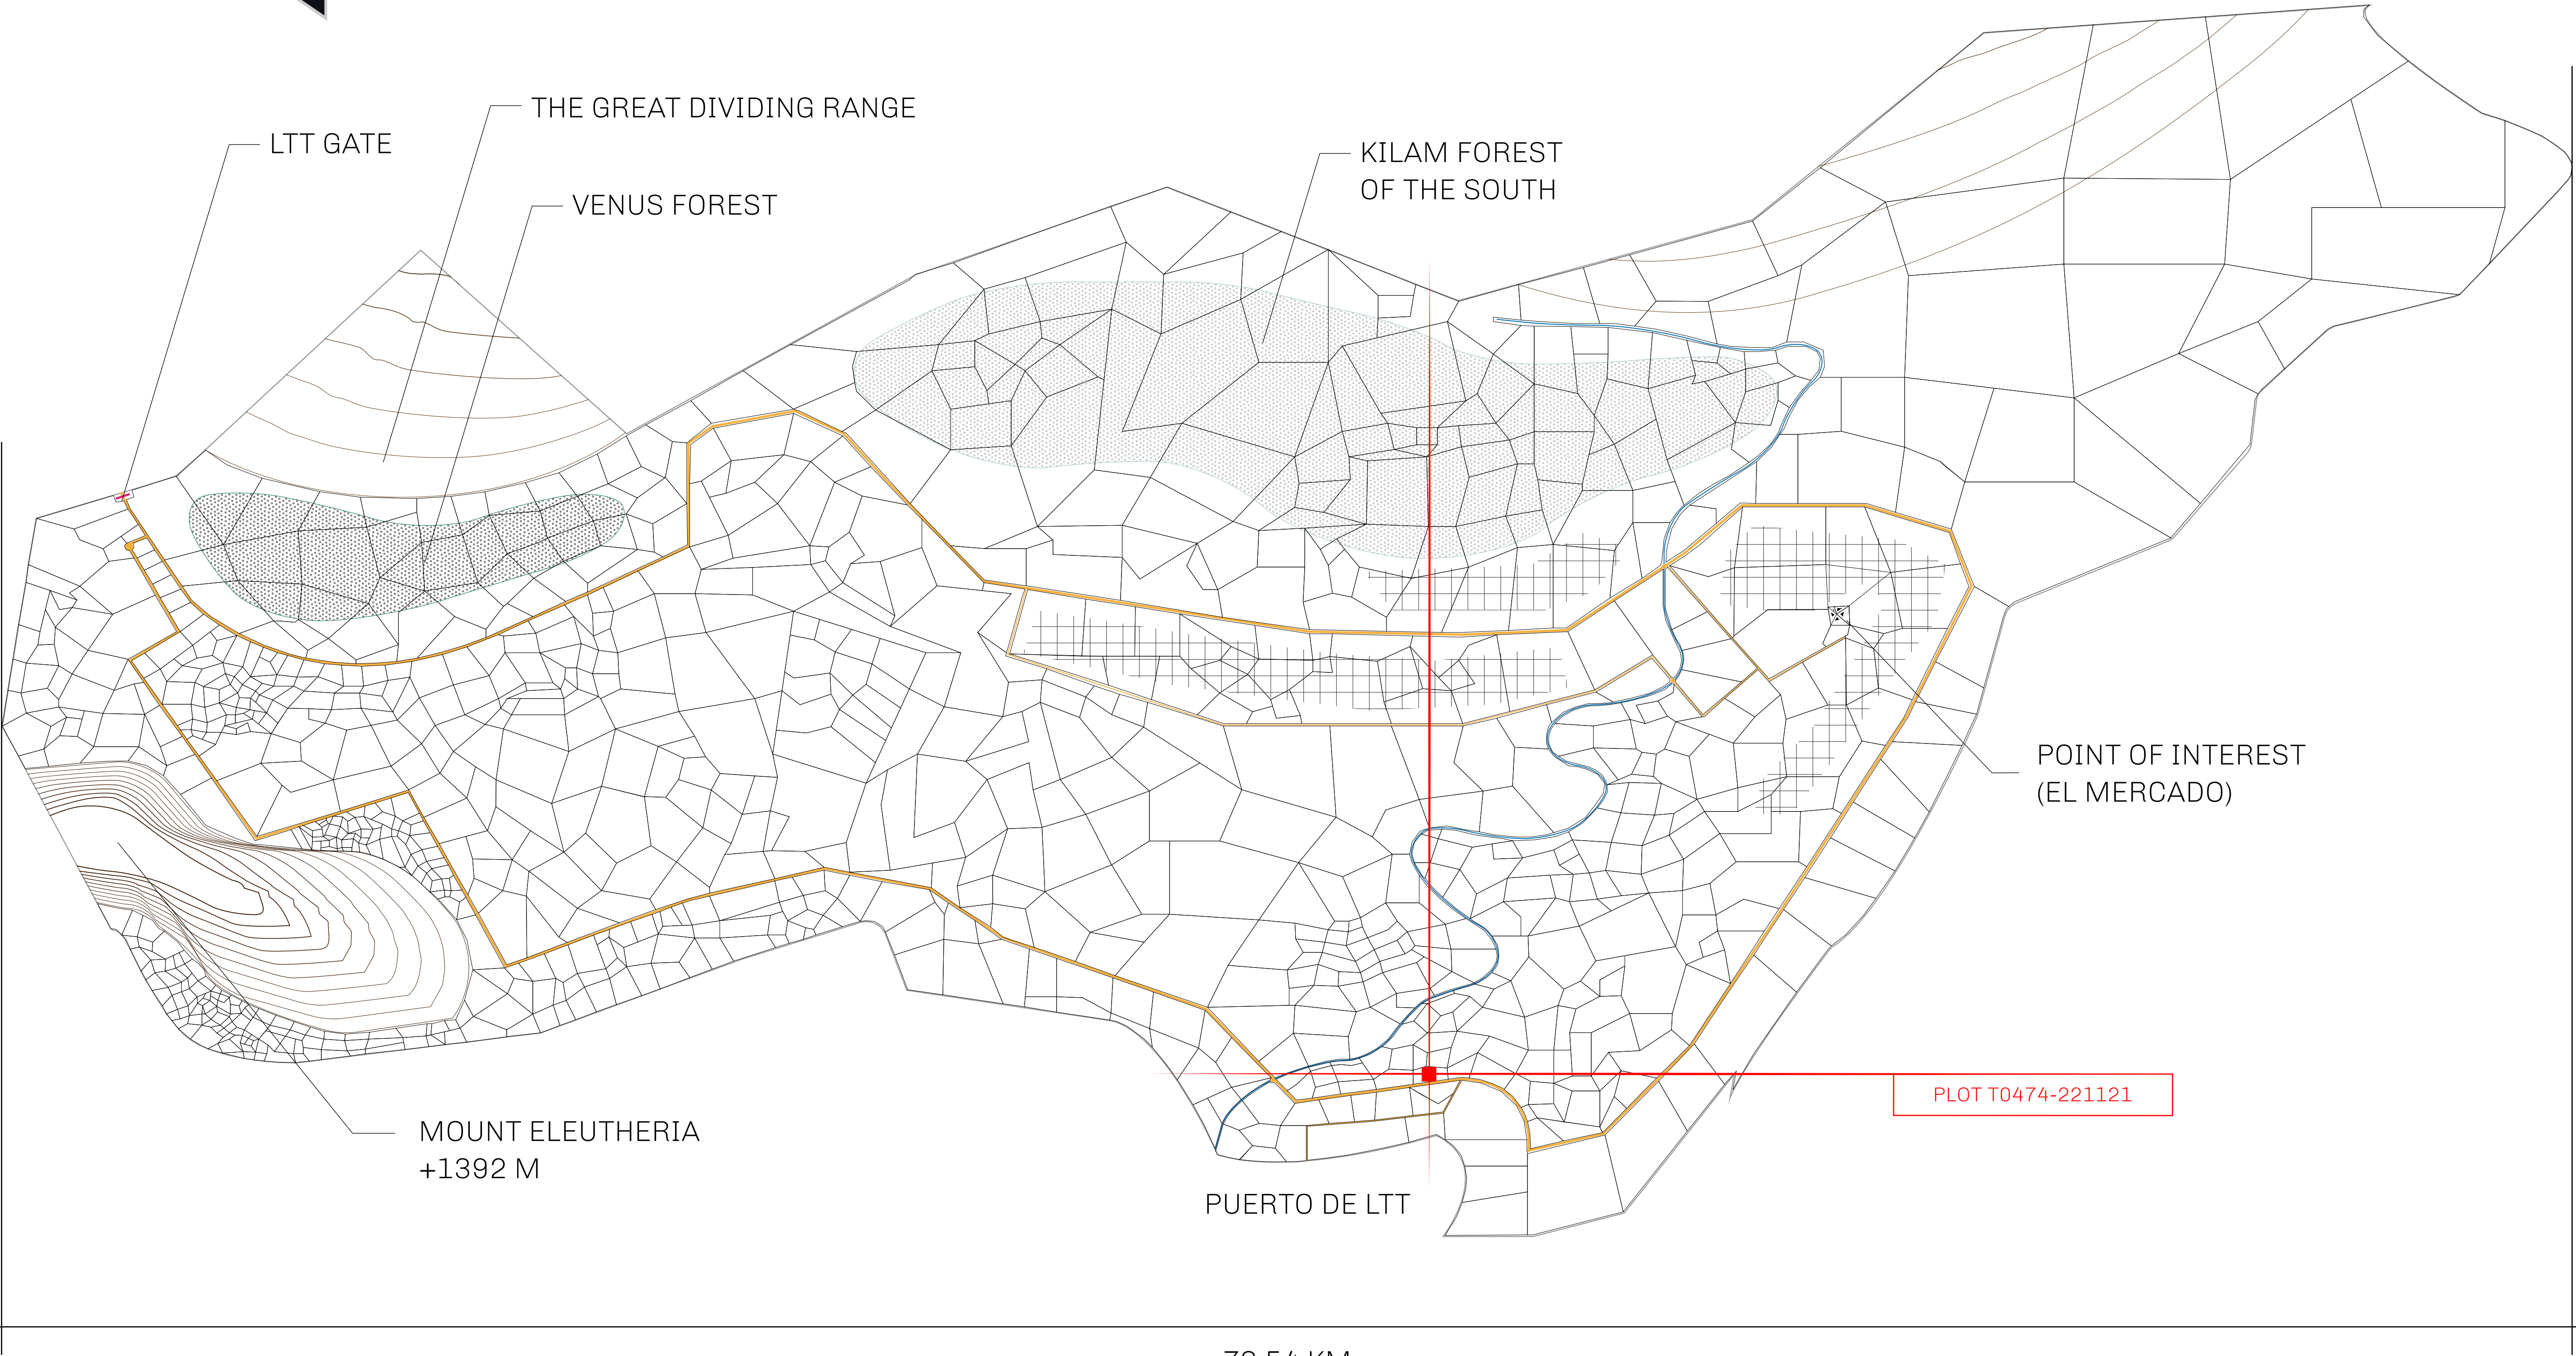 THE GREAT DIVIDING RANGE
LTT GATE
KILAM FOREST
OF THE SOUTH
VENUS FOREST
POINT OF INTEREST
(EL MERCADO)
PLOT T0474-221121
MOUNT ELEUTHERIA
+1392 M
PUERTO DE LTT
KM